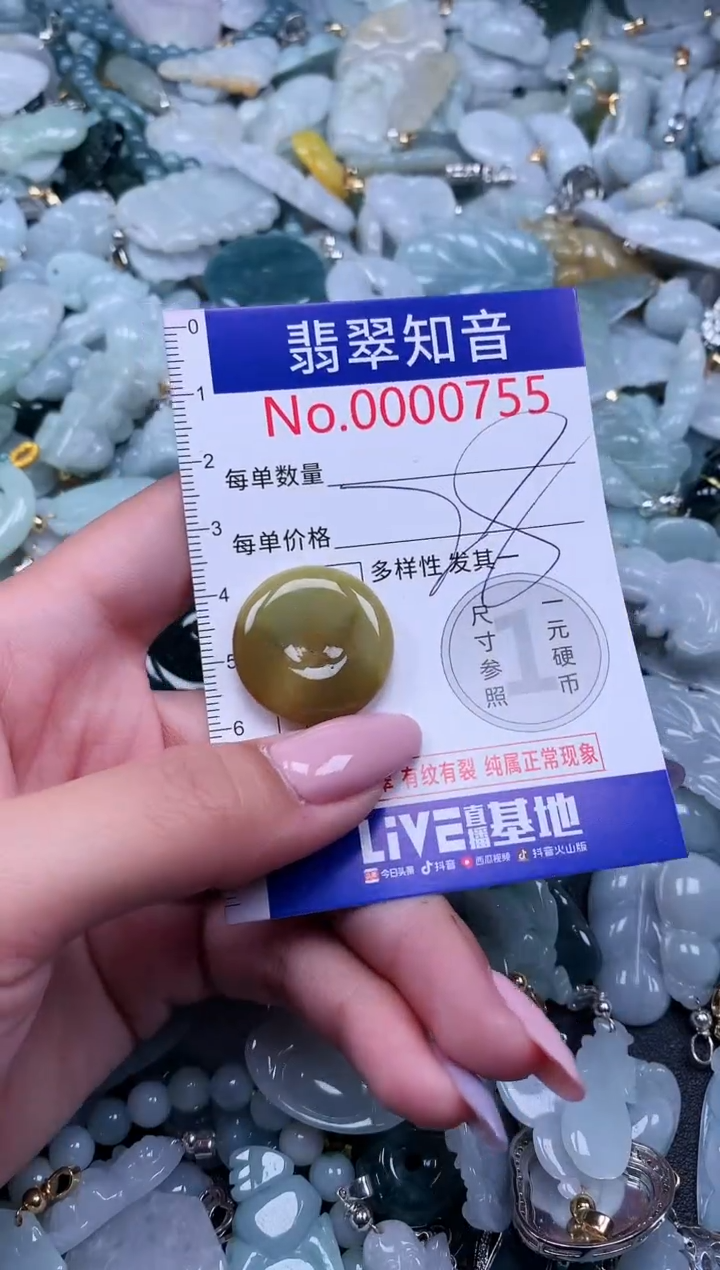 0
翡翠知音
1
No.0000755
2
每单数量
3
每单价格
多样性 发其一
4
尺寸参照
1
一元硬币
5
6
有纹有裂 纯属正常现象
LiVE直播基地
今日头条 抖音 西瓜视频 抖音火山版